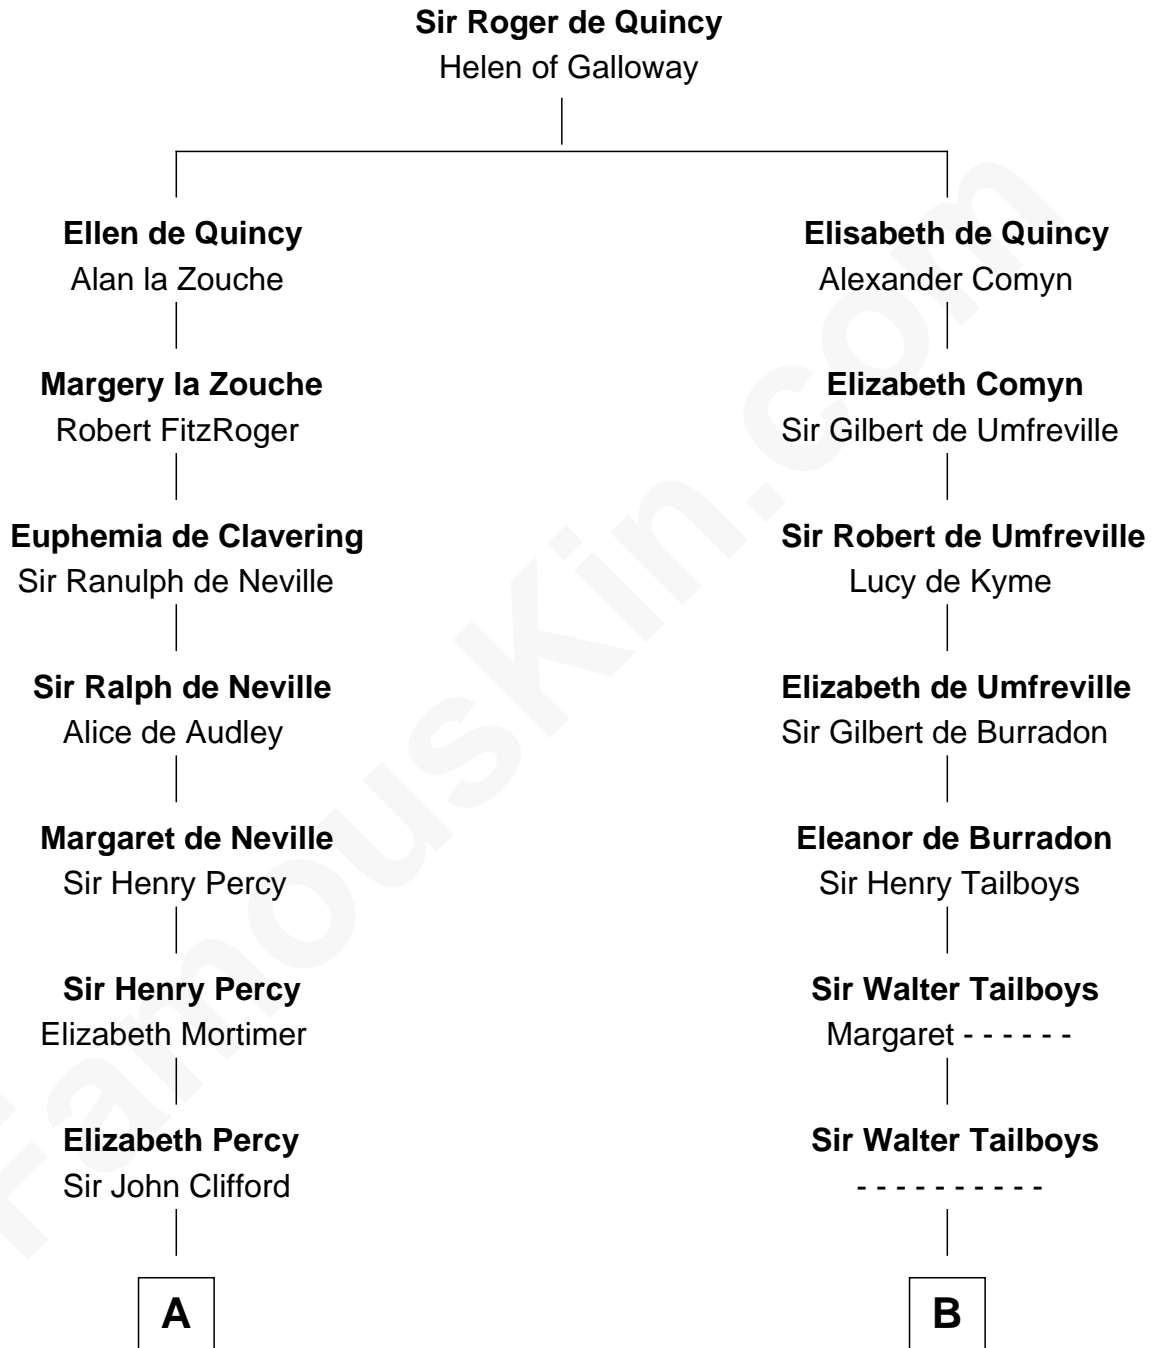 Sir Roger de Quincy
Helen of Galloway
Ellen de Quincy
Alan la Zouche
Elisabeth de Quincy
Alexander Comyn
Margery la Zouche
Robert FitzRoger
Elizabeth Comyn
Sir Gilbert de Umfreville
Euphemia de Clavering
Sir Ranulph de Neville
Sir Robert de Umfreville
Lucy de Kyme
Sir Ralph de Neville
Alice de Audley
Elizabeth de Umfreville
Sir Gilbert de Burradon
Margaret de Neville
Sir Henry Percy
Eleanor de Burradon
Sir Henry Tailboys
Sir Henry Percy
Elizabeth Mortimer
Sir Walter Tailboys
Margaret - - - - - -
Elizabeth Percy
Sir John Clifford
Sir Walter Tailboys
- - - - - - - - - -
A
B
FamousKin.com